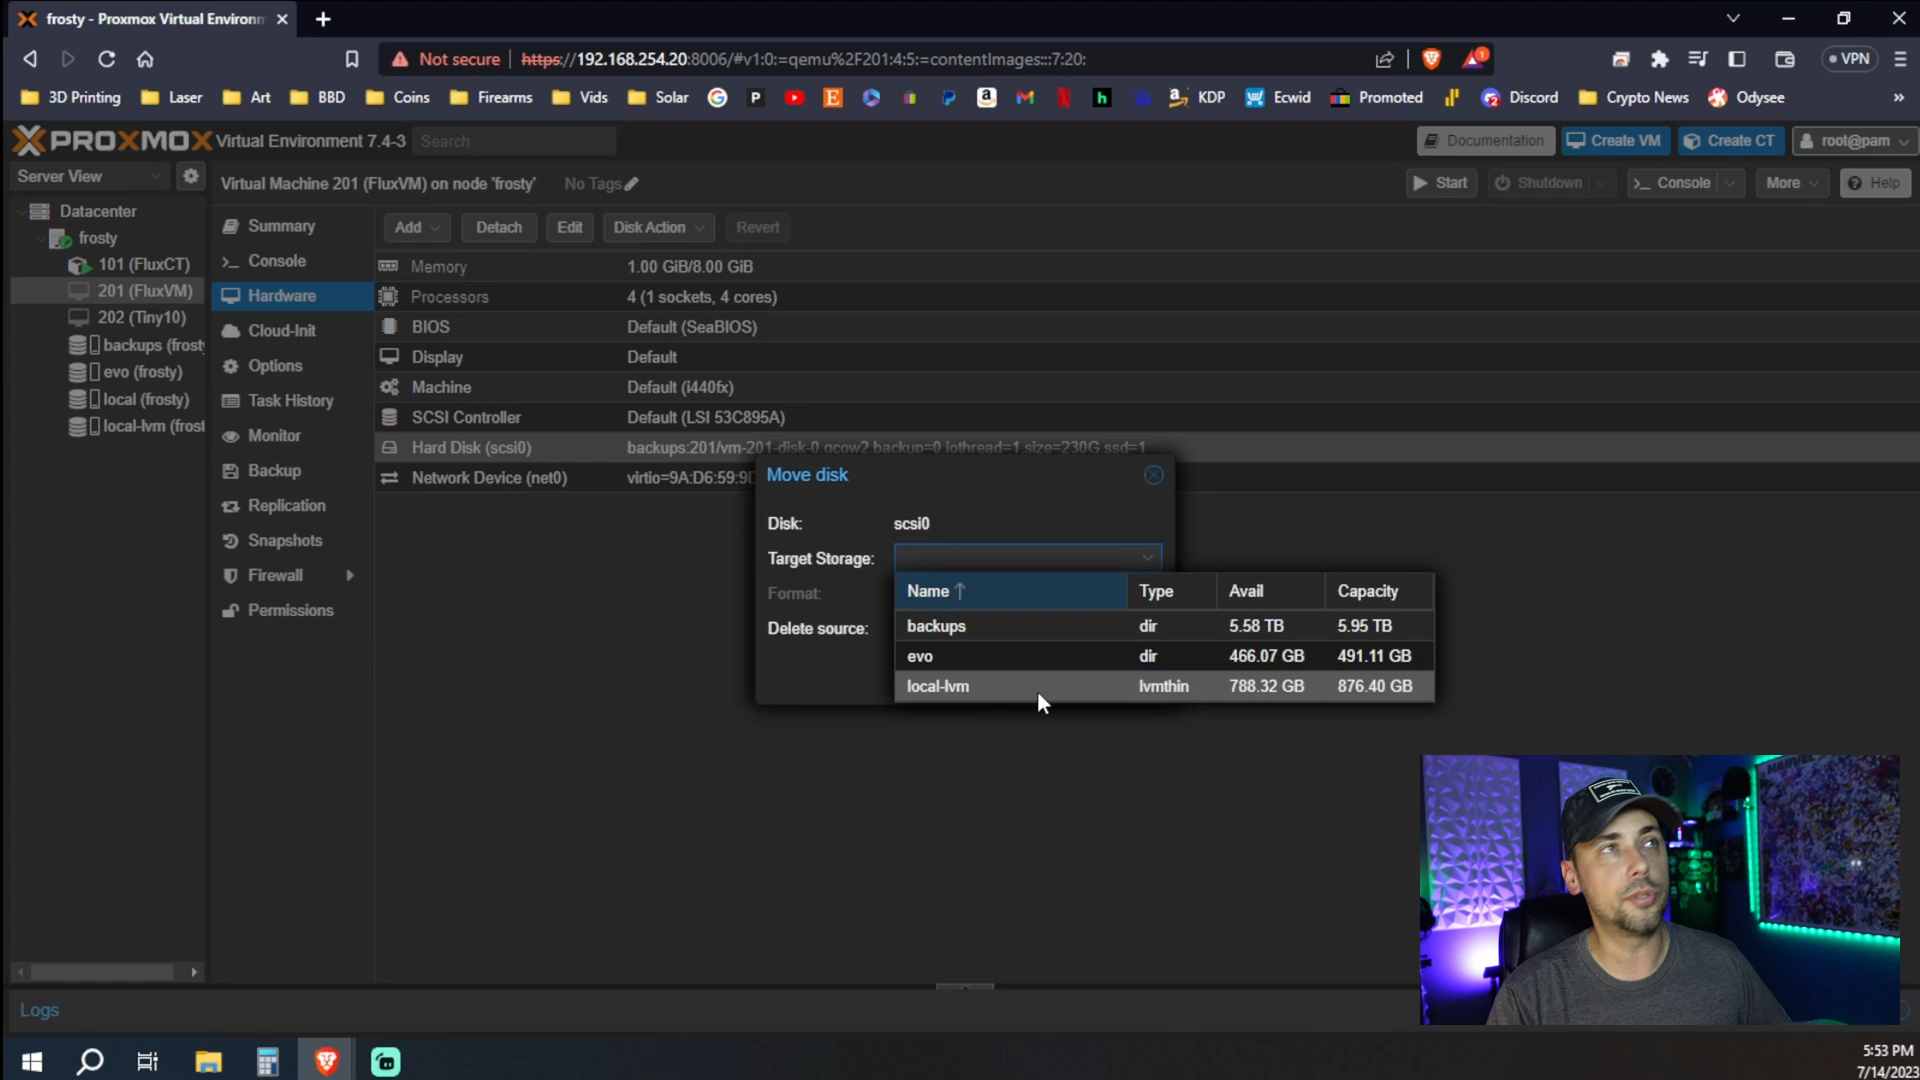 frosty - Proxmox Virtual Environm
Not secure
https://192.168.254.20:8006/#v1:0:=qemu%2F201:4:5:=contentImages:::7:20:
1
VPN
3D Printing
Laser
Art
BBD
Coins
Firearms
Vids
Solar
KDP
Ecwid
Promoted
Discord
Crypto News
Odysee
PROXMOX Virtual Environment 7.4-3
Search
Documentation
Create VM
Create CT
root@pam
Server View
Virtual Machine 201 (FluxVM) on node 'frosty'
No Tags
Start
Shutdown
Console
More
Help
Datacenter
frosty
101 (FluxCT)
201 (FluxVM)
202 (Tiny10)
backups (frosty
evo (frosty)
local (frosty)
local-lvm (frost
Summary
Console
Hardware
Cloud-Init
Options
Task History
Monitor
Backup
Replication
Snapshots
Firewall
Permissions
Add
Detach
Edit
Disk Action
Revert
Memory 1.00 GiB/8.00 GiB
Processors 4 (1 sockets, 4 cores)
BIOS Default (SeaBIOS)
Display Default
Machine Default (i440fx)
SCSI Controller Default (LSI 53C895A)
Hard Disk (scsi0) backups:201/vm-201-disk-0.qcow2,backup=0,iothread=1,size=230G,ssd=1
Network Device (net0) virtio=9A:D6:59:9D
Move disk
Disk: scsi0
Target Storage:
Format:
Delete source:
Name Type Avail Capacity
backups dir 5.58 TB 5.95 TB
evo dir 466.07 GB 491.11 GB
local-lvm lvmthin 788.32 GB 876.40 GB
Logs
MARVEL
5:53 PM
7/14/2023